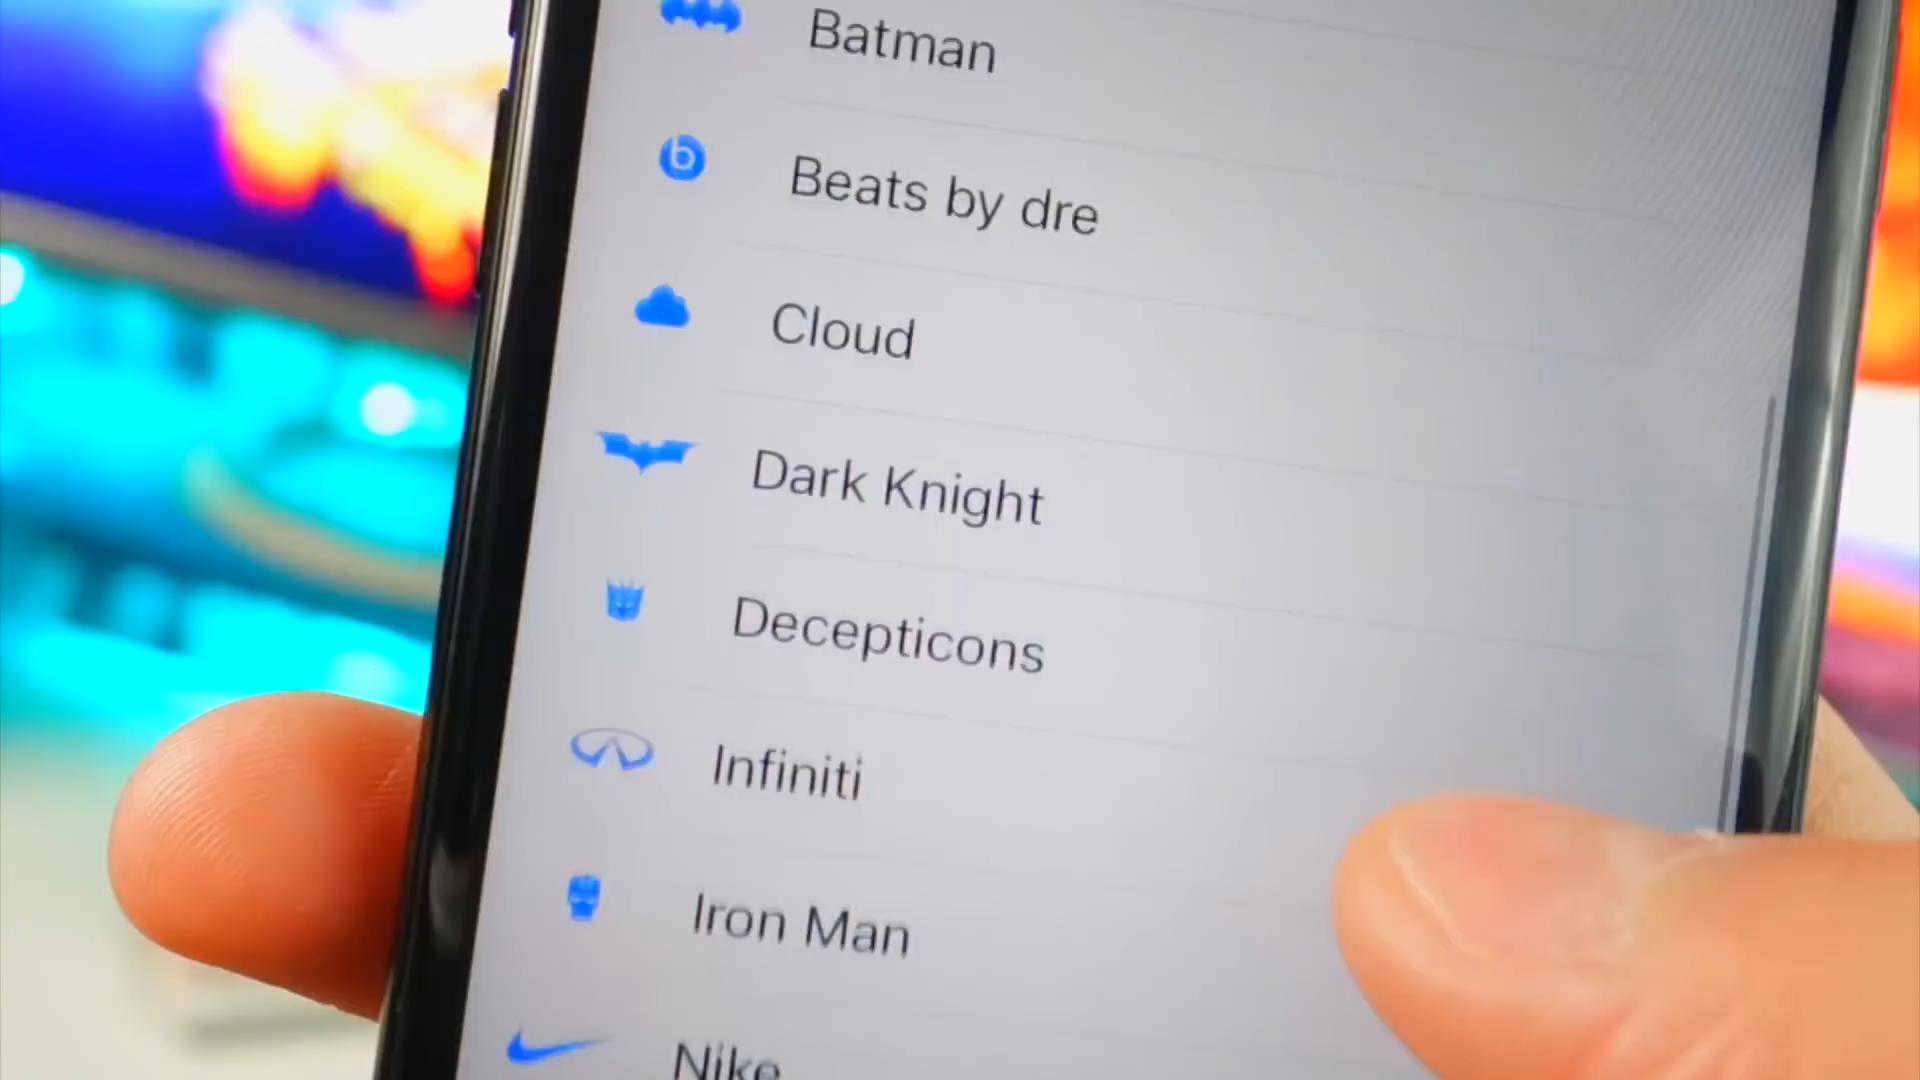 Batman
Beats by dre
Cloud
Dark Knight
Decepticons
Infiniti
Iron Man
Nike